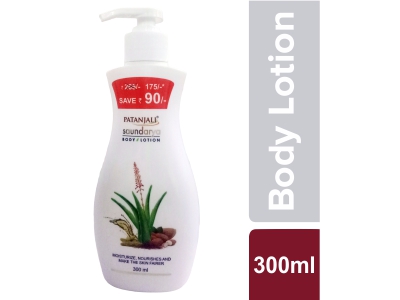 175/-*
SAVE ₹ 90/-
PATANJALI®
saundarya
BODY LOTION
MOISTURIZE, NOURISHES AND
MAKE THE SKIN FAIRER
300 ml
Body Lotion
300ml